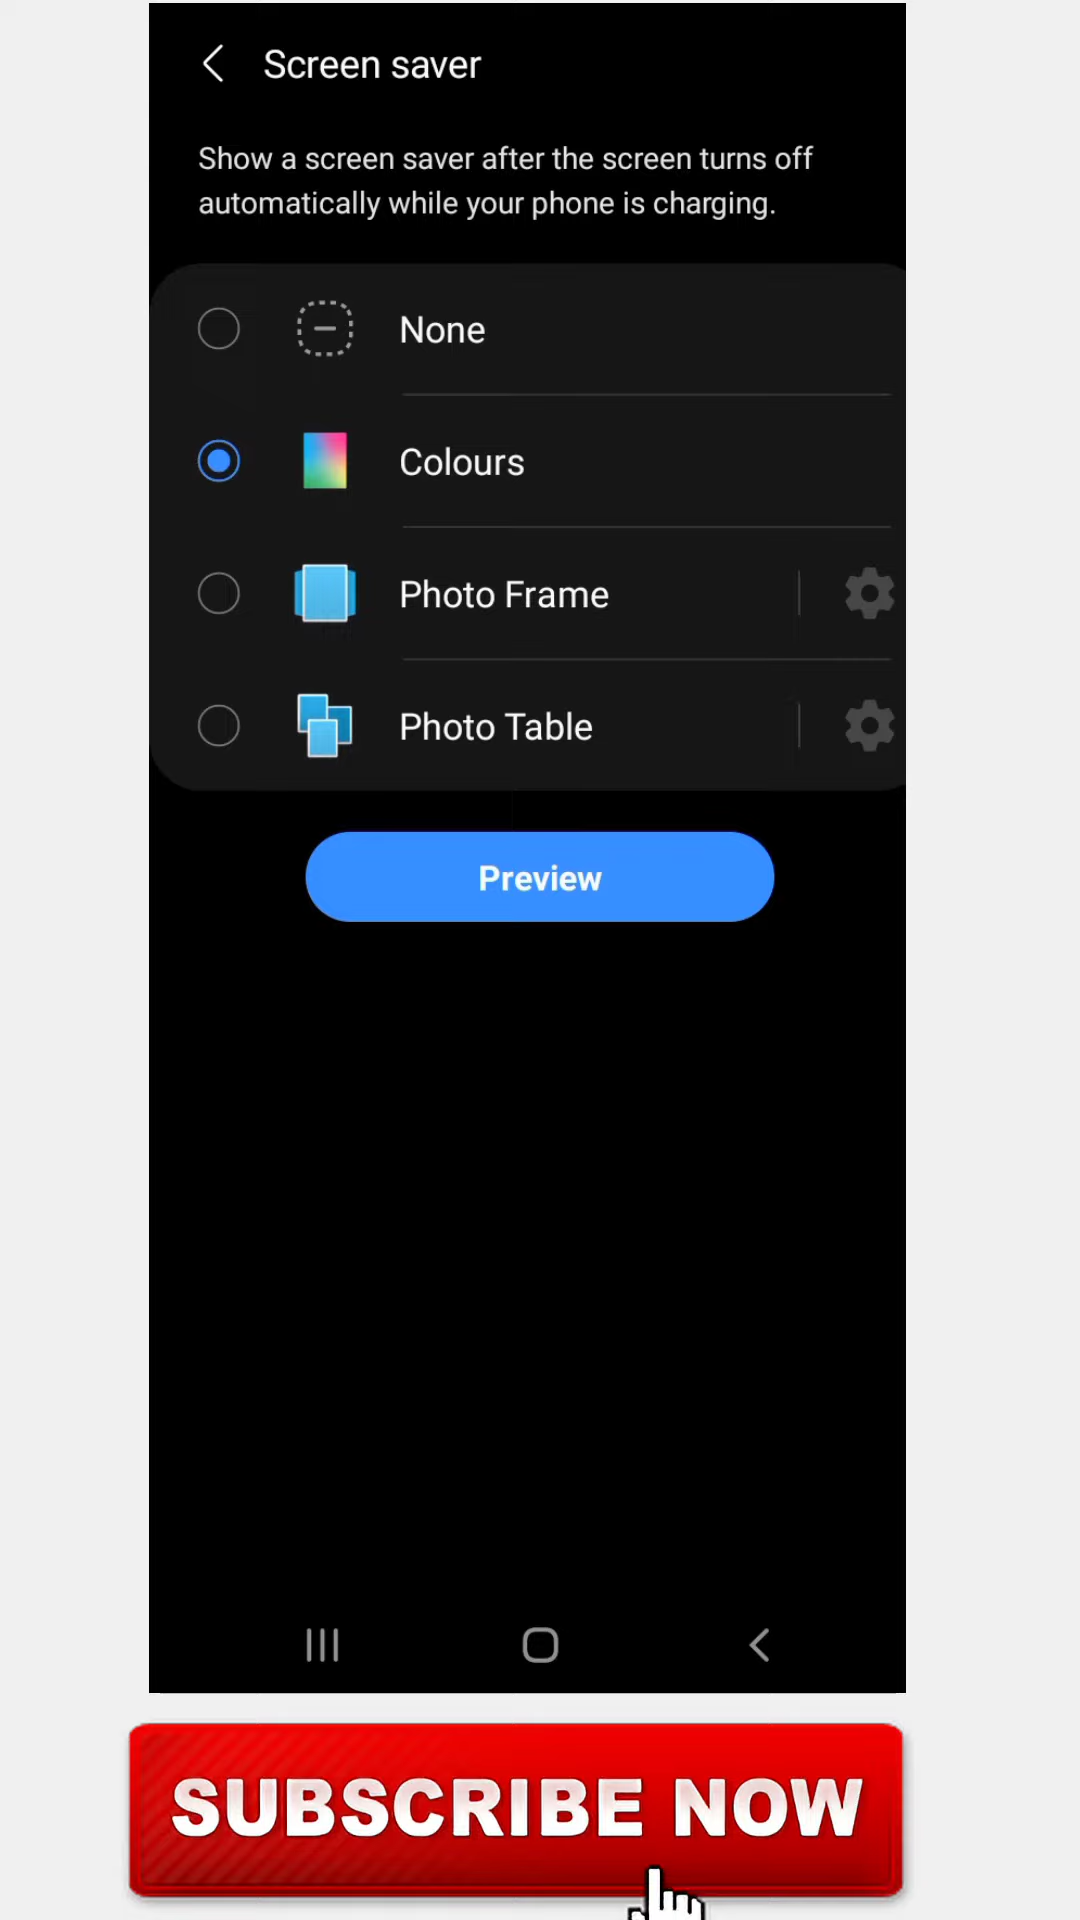 Screen saver
Show a screen saver after the screen turns off
automatically while your phone is charging.
None
Colours
Photo Frame
Photo Table
Preview
SUBSCRIBE NOW